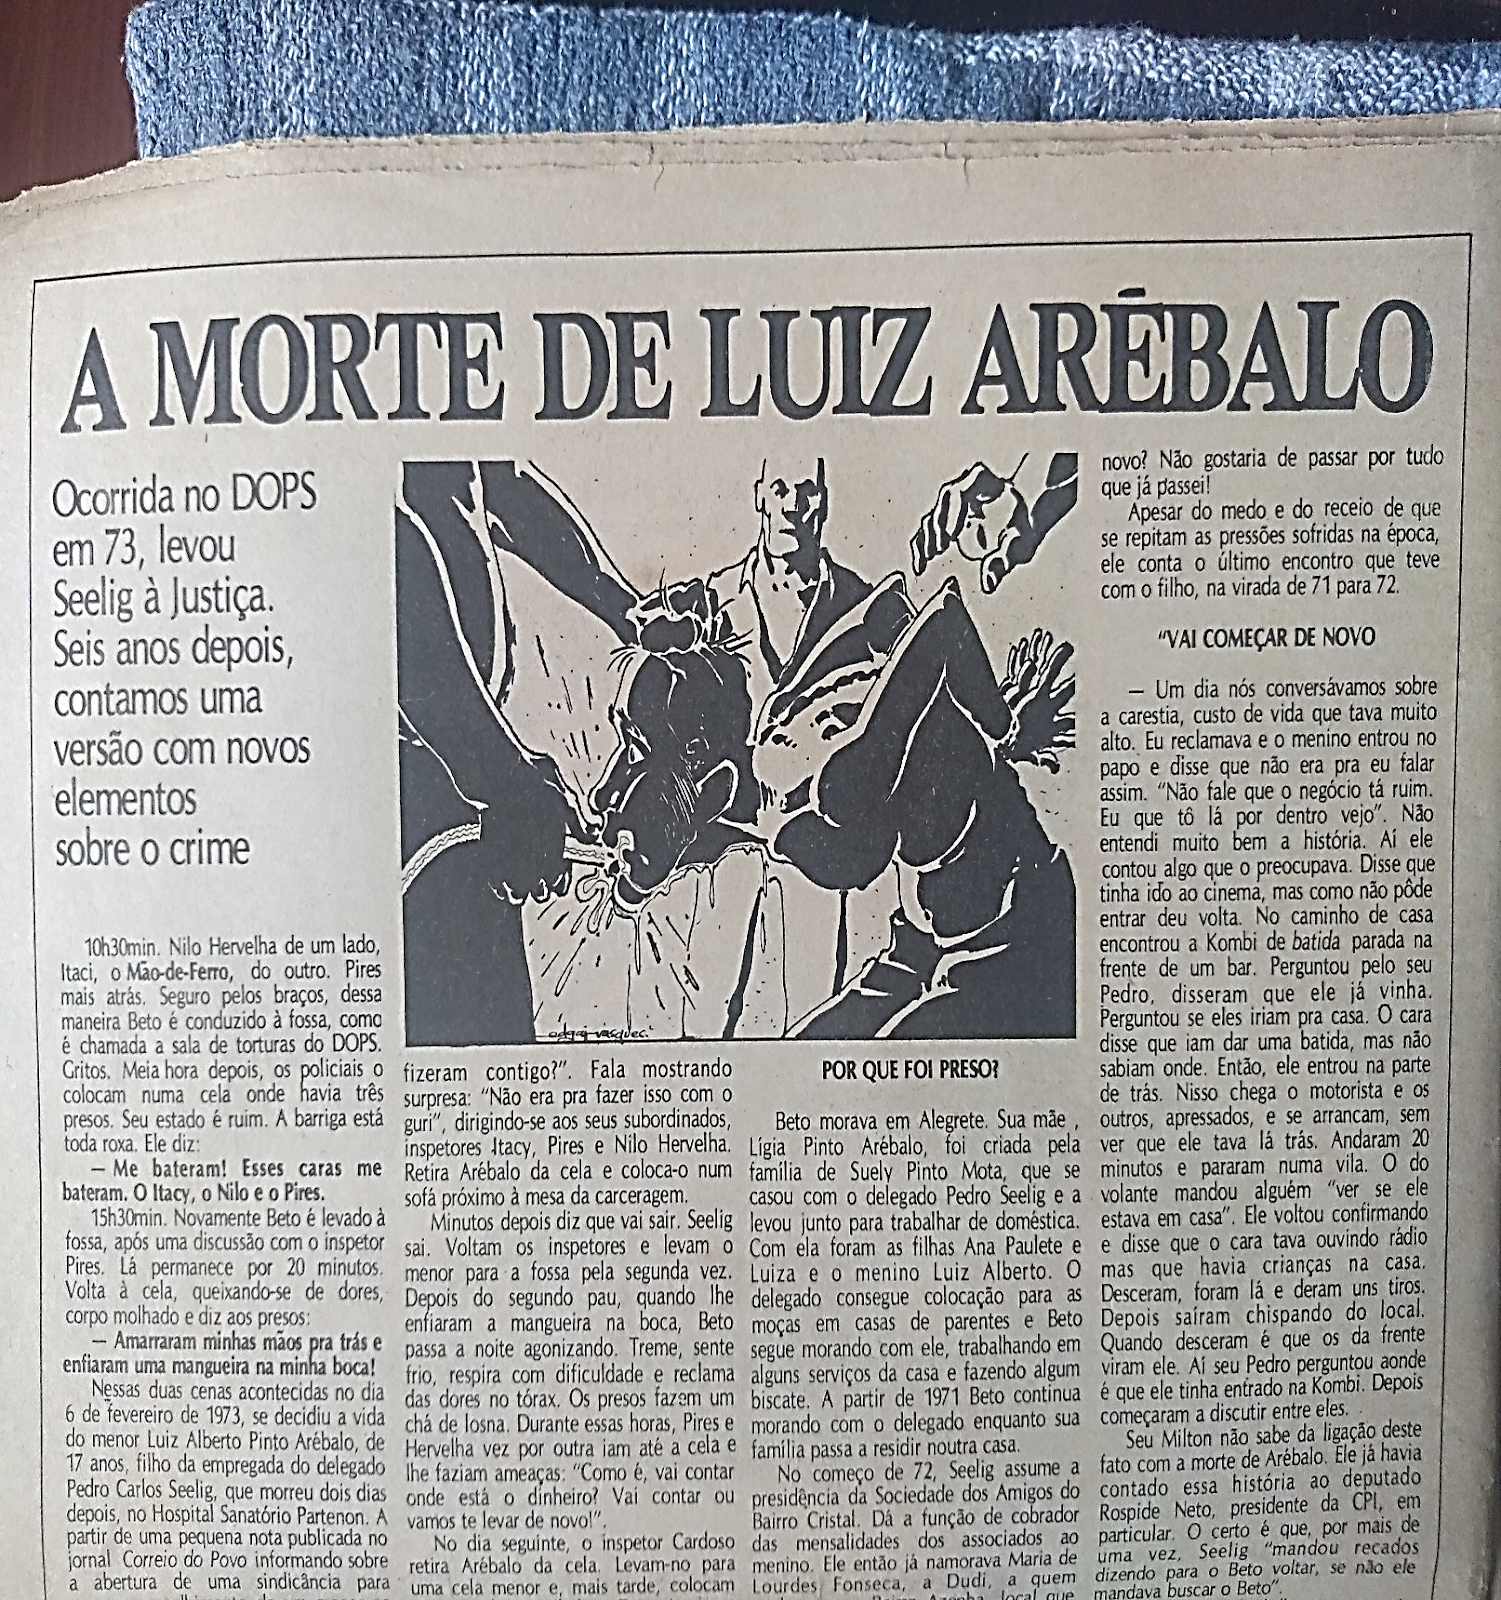 A MORTE DE LUIZ ARÉBALO
Ocorrida no DOPS
em 73, levou
Seelig à Justiça.
Seis anos depois,
contamos uma
versão com novos
elementos
sobre o crime
10h30min. Nilo Hervelha de um lado,
Itaci, o Mão-de-Ferro, do outro. Pires
mais atrás. Seguro pelos braços, dessa
maneira Beto é conduzido à fossa, como
é chamada a sala de torturas do DOPS.
Gritos. Meia hora depois, os policiais o
colocam numa cela onde havia três
presos. Seu estado é ruim. A barriga está
toda roxa. Ele diz:
— Me bateram! Esses caras me
bateram. O Itacy, o Nilo e o Pires.
15h30min. Novamente Beto é levado à
fossa, após uma discussão com o inspetor
Pires. Lá permanece por 20 minutos.
Volta à cela, queixando-se de dores,
corpo molhado e diz aos presos:
— Amarraram minhas mãos pra trás e
enfiaram uma mangueira na minha boca!
Nessas duas cenas acontecidas no dia
6 de fevereiro de 1973, se decidiu a vida
do menor Luiz Alberto Pinto Arébalo, de
17 anos, filho da empregada do delegado
Pedro Carlos Seelig, que morreu dois dias
depois, no Hospital Sanatório Partenon. A
partir de uma pequena nota publicada no
jornal Correio do Povo informando sobre
a abertura de uma sindicância para
edgar vasques
fizeram contigo?". Fala mostrando
surpresa: "Não era pra fazer isso com o
guri", dirigindo-se aos seus subordinados,
inspetores Itacy, Pires e Nilo Hervelha.
Retira Arébalo da cela e coloca-o num
sofá próximo à mesa da carceragem.
Minutos depois diz que vai sair. Seelig
sai. Voltam os inspetores e levam o
menor para a fossa pela segunda vez.
Depois do segundo pau, quando lhe
enfiaram a mangueira na boca, Beto
passa a noite agonizando. Treme, sente
frio, respira com dificuldade e reclama
das dores no tórax. Os presos fazem um
chá de losna. Durante essas horas, Pires e
Hervelha vez por outra iam até a cela e
lhe faziam ameaças: "Como é, vai contar
onde está o dinheiro? Vai contar ou
vamos te levar de novo!".
No dia seguinte, o inspetor Cardoso
retira Arébalo da cela. Levam-no para
uma cela menor e, mais tarde, colocam
POR QUE FOI PRESO?
Beto morava em Alegrete. Sua mãe,
Lígia Pinto Arébalo, foi criada pela
família de Suely Pinto Mota, que se
casou com o delegado Pedro Seelig e a
levou junto para trabalhar de doméstica.
Com ela foram as filhas Ana Paulete e
Luiza e o menino Luiz Alberto. O
delegado consegue colocação para as
moças em casas de parentes e Beto
segue morando com ele, trabalhando em
alguns serviços da casa e fazendo algum
biscate. A partir de 1971 Beto continua
morando com o delegado enquanto sua
família passa a residir noutra casa.
No começo de 72, Seelig assume a
presidência da Sociedade dos Amigos do
Bairro Cristal. Dá a função de cobrador
das mensalidades dos associados ao
menino. Ele então já namorava Maria de
Lourdes Fonseca, a Dudi, a quem
local que
novo? Não gostaria de passar por tudo
que já passei!
Apesar do medo e do receio de que
se repitam as pressões sofridas na época,
ele conta o último encontro que teve
com o filho, na virada de 71 para 72.
"VAI COMEÇAR DE NOVO
— Um dia nós conversávamos sobre
a carestia, custo de vida que tava muito
alto. Eu reclamava e o menino entrou no
papo e disse que não era pra eu falar
assim. "Não fale que o negócio tá ruim.
Eu que tô lá por dentro vejo". Não
entendi muito bem a história. Aí ele
contou algo que o preocupava. Disse que
tinha ido ao cinema, mas como não pôde
entrar deu volta. No caminho de casa
encontrou a Kombi de batida parada na
frente de um bar. Perguntou pelo seu
Pedro, disseram que ele já vinha.
Perguntou se eles iriam pra casa. O cara
disse que iam dar uma batida, mas não
sabiam onde. Então, ele entrou na parte
de trás. Nisso chega o motorista e os
outros, apressados, e se arrancam, sem
ver que ele tava lá trás. Andaram 20
minutos e pararam numa vila. O do
volante mandou alguém "ver se ele
estava em casa". Ele voltou confirmando
e disse que o cara tava ouvindo rádio
mas que havia crianças na casa.
Desceram, foram lá e deram uns tiros.
Depois saíram chispando do local.
Quando desceram é que os da frente
viram ele. Aí seu Pedro perguntou aonde
é que ele tinha entrado na Kombi. Depois
começaram a discutir entre eles.
Seu Milton não sabe da ligação deste
fato com a morte de Arébalo. Ele já havia
contado essa história ao deputado
Rospide Neto, presidente da CPI, em
particular. O certo é que, por mais de
uma vez, Seelig "mandou recados
dizendo para o Beto voltar, se não ele
mandava buscar o Beto".